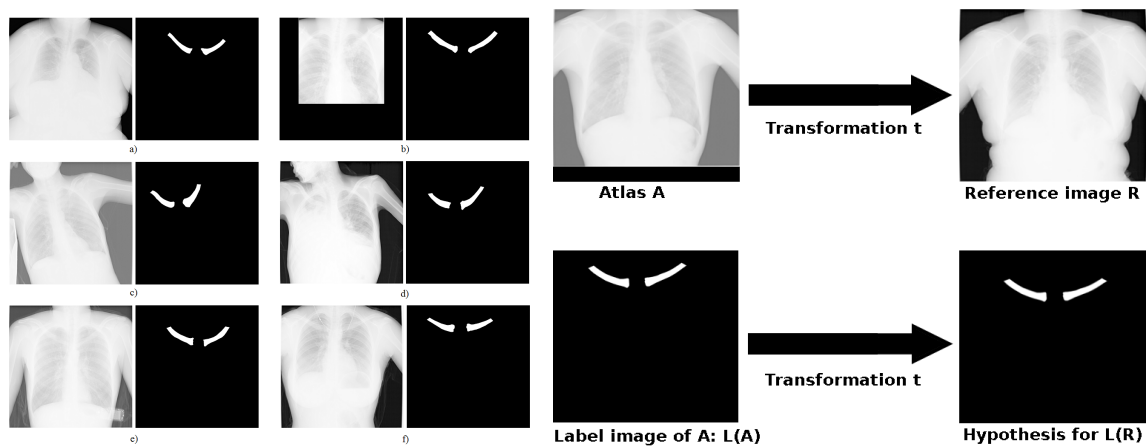 a)
b)
c)
d)
e)
f)
Transformation t
Atlas A
Reference image R
Transformation t
Label image of A: L(A)
Hypothesis for L(R)